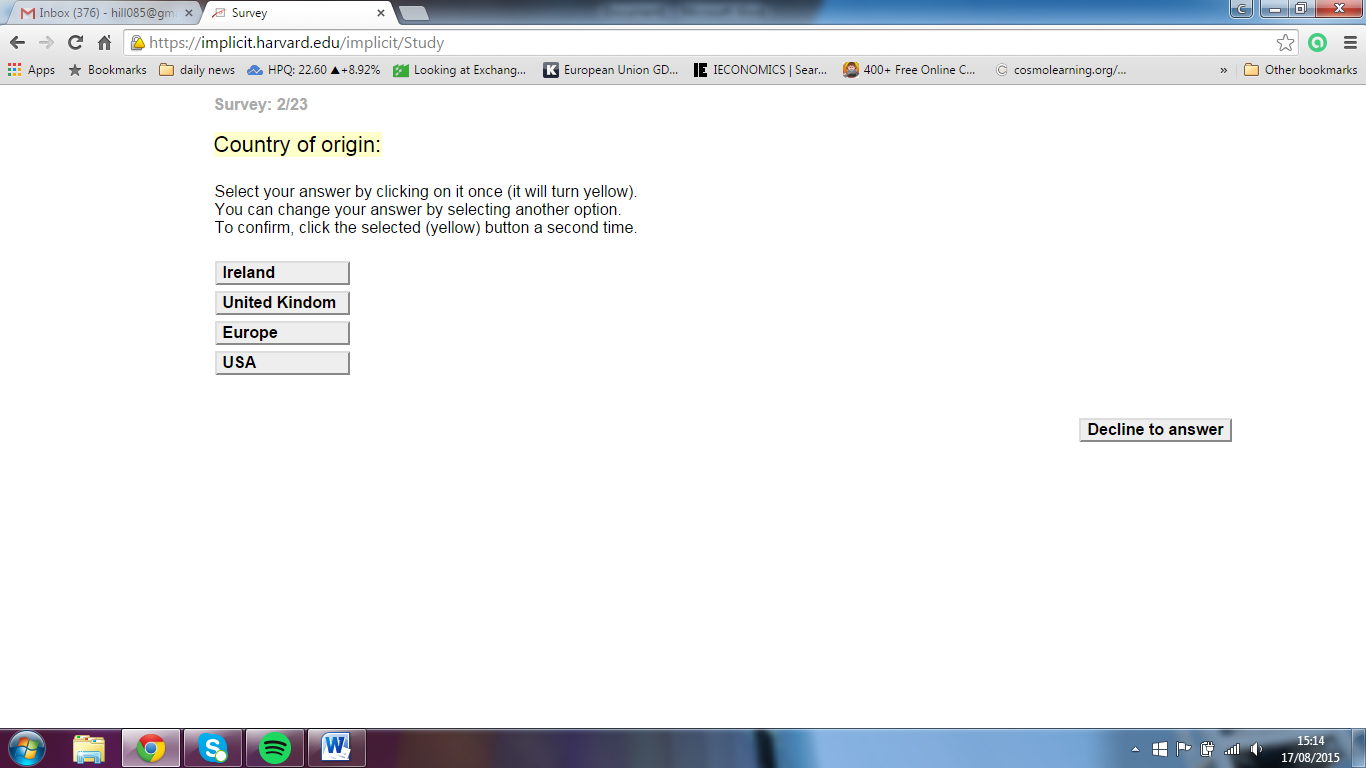 Inbox (376) - hill085@gm
Survey
C
https://implicit.harvard.edu/implicit/Study
Apps
Bookmarks
daily news
HPQ: 22.60 ▲+8.92%
Looking at Exchang...
K
European Union GD...
IE
IECONOMICS | Sear...
400+ Free Online C...
cosmolearning.org/...
»
Other bookmarks
Survey: 2/23
Country of origin:
Select your answer by clicking on it once (it will turn yellow).
You can change your answer by selecting another option.
To confirm, click the selected (yellow) button a second time.
Ireland
United Kindom
Europe
USA
Decline to answer
15:14
17/08/2015